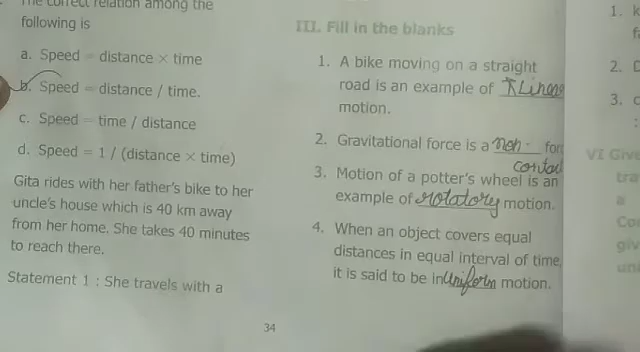 The correct relation among the
following is
a. Speed = distance × time
b. Speed = distance / time.
c. Speed = time / distance
d. Speed = 1 / (distance × time)
Gita rides with her father's bike to her
uncle's house which is 40 km away
from her home. She takes 40 minutes
to reach there.
Statement 1 : She travels with a
III. Fill in the blanks
1. A bike moving on a straight
road is an example of
motion.
2. Gravitational force is a non -
3. Motion of a potter's wheel is an
example of rotatory motion.
4. When an object covers equal
distances in equal interval of time,
it is said to be in uniform motion.
34
1.
2.
3.
VI Give